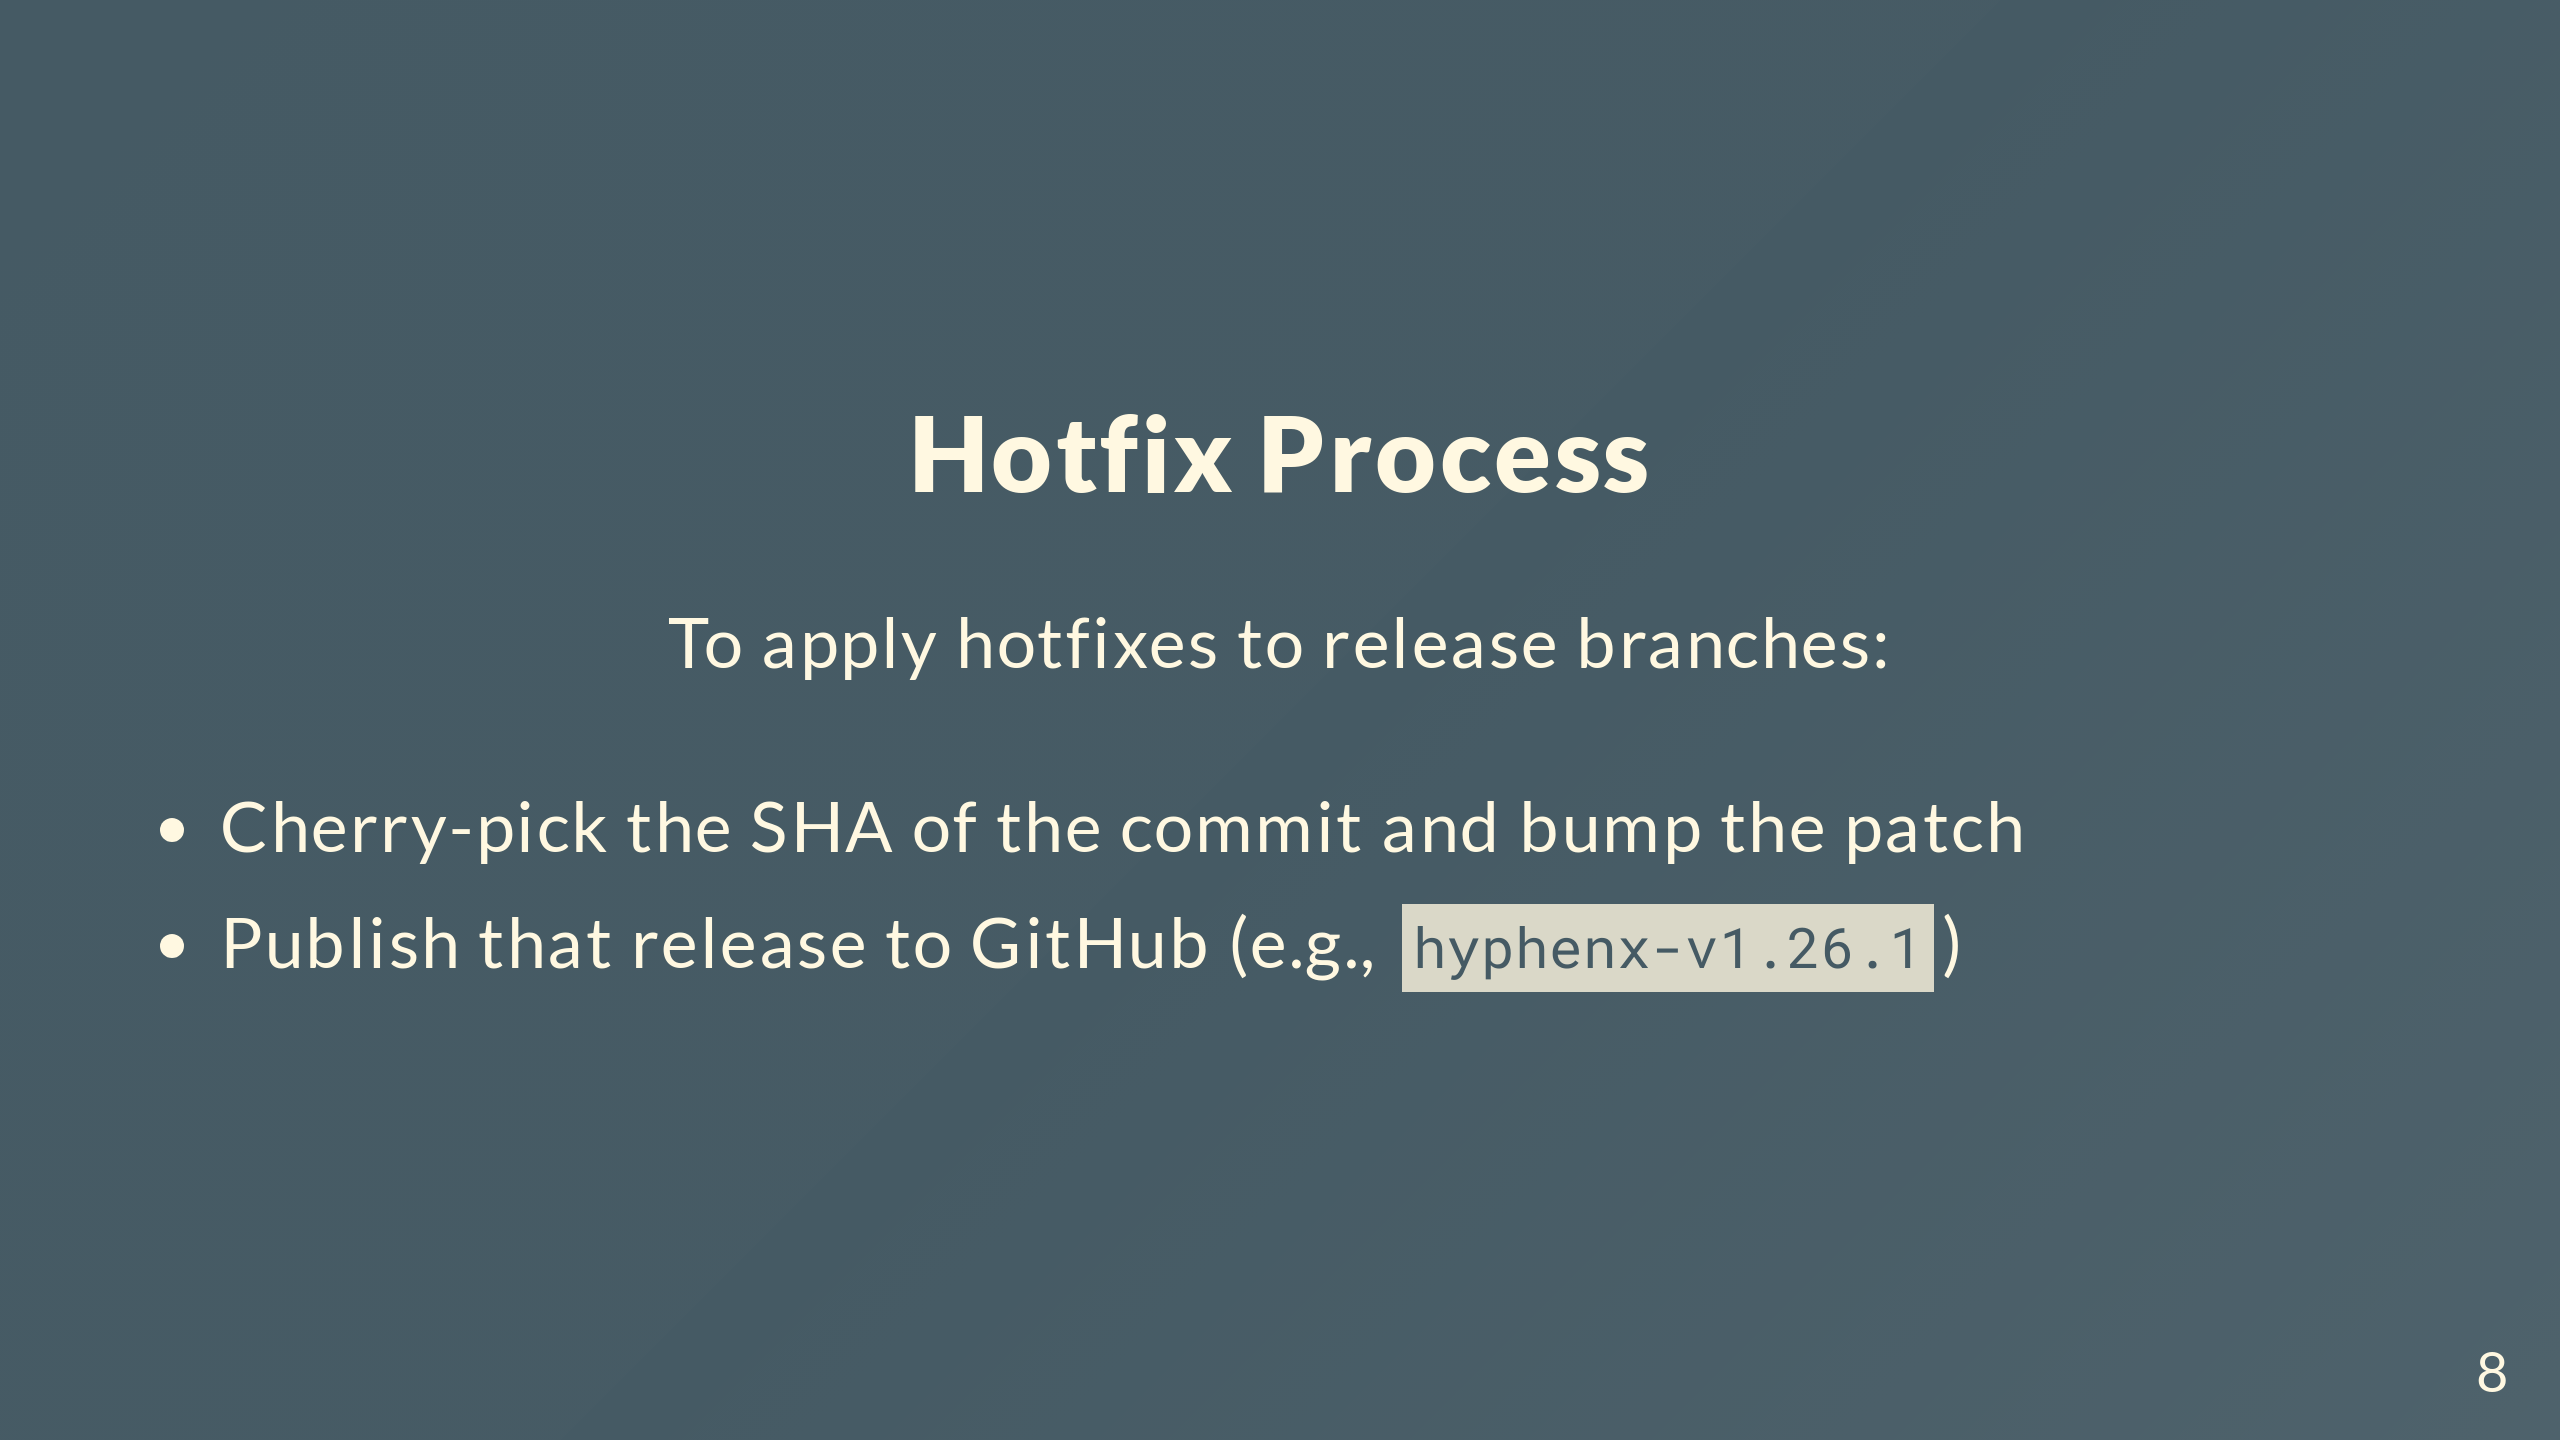 Hotfix Process
To apply hotfixes to release branches:
• Cherry-pick the SHA of the commit and bump the patch
• Publish that release to GitHub (e.g., hyphenx-v1.26.1)
8